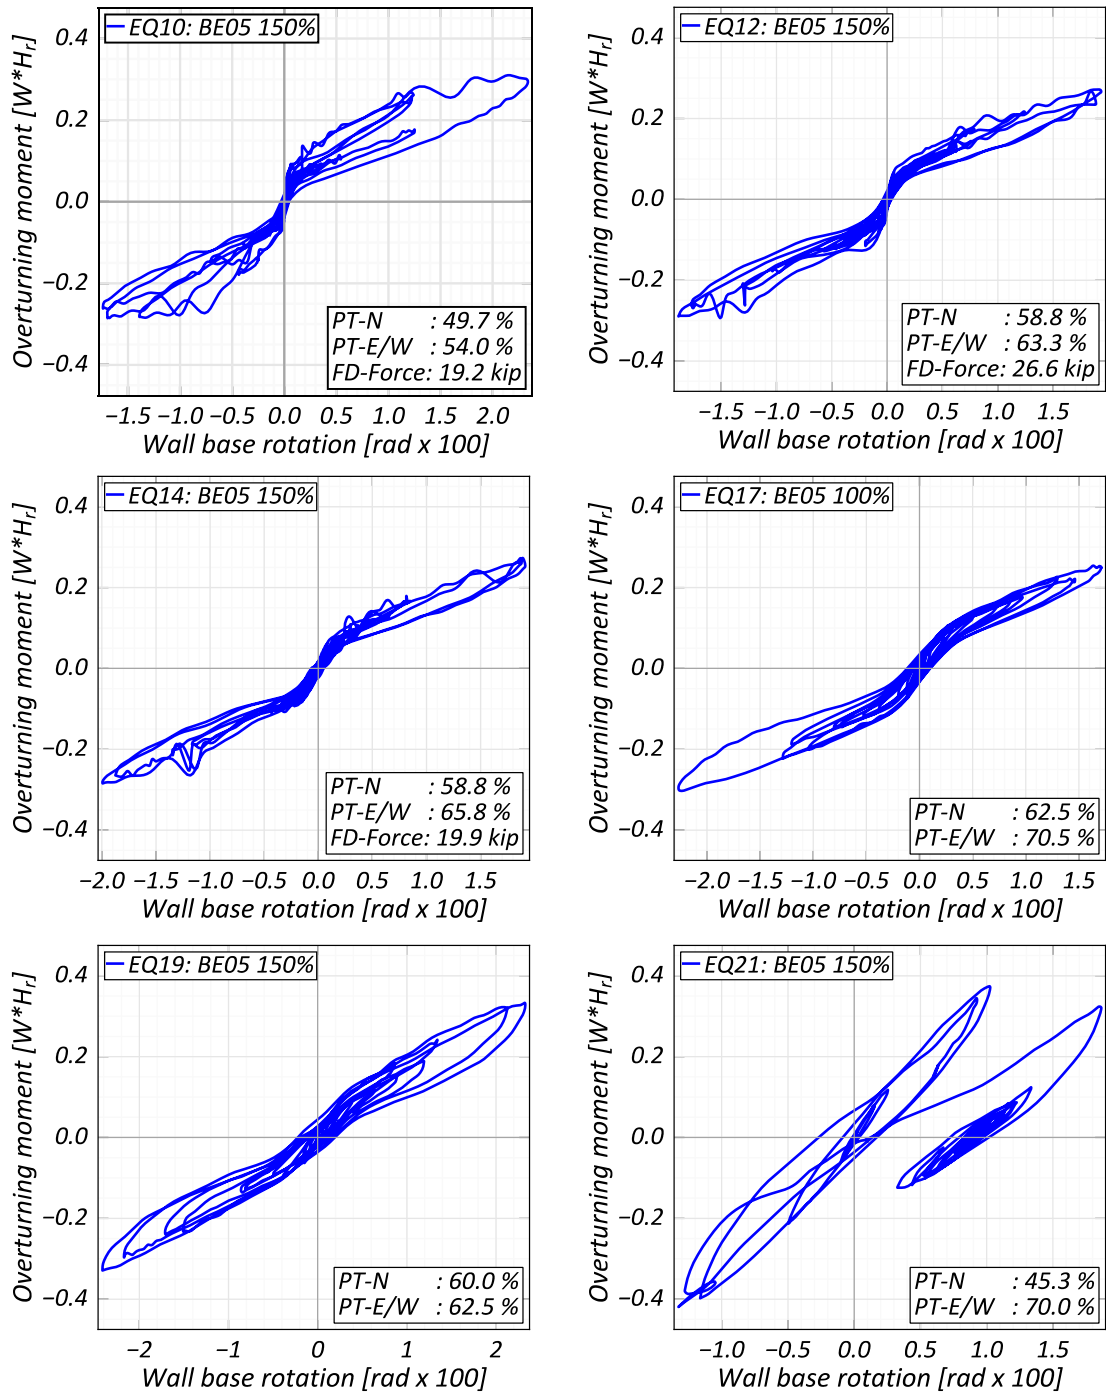 EQ10: BE05 150%
Overturning moment [W*Hr]
0.4
0.2
0.0
−0.2
−0.4
PT-N : 49.7 %
PT-E/W : 54.0 %
FD-Force: 19.2 kip
−1.5 −1.0 −0.5 0.0 0.5 1.0 1.5 2.0
Wall base rotation [rad x 100]
EQ12: BE05 150%
Overturning moment [W*Hr]
0.4
0.2
0.0
−0.2
−0.4
PT-N : 58.8 %
PT-E/W : 63.3 %
FD-Force: 26.6 kip
−1.5 −1.0 −0.5 0.0 0.5 1.0 1.5
Wall base rotation [rad x 100]
EQ14: BE05 150%
Overturning moment [W*Hr]
0.4
0.2
0.0
−0.2
−0.4
PT-N : 58.8 %
PT-E/W : 65.8 %
FD-Force: 19.9 kip
−2.0 −1.5 −1.0 −0.5 0.0 0.5 1.0 1.5
Wall base rotation [rad x 100]
EQ17: BE05 100%
Overturning moment [W*Hr]
0.4
0.2
0.0
−0.2
−0.4
PT-N : 62.5 %
PT-E/W : 70.5 %
−2.0 −1.5 −1.0 −0.5 0.0 0.5 1.0 1.5
Wall base rotation [rad x 100]
EQ19: BE05 150%
Overturning moment [W*Hr]
0.4
0.2
0.0
−0.2
−0.4
PT-N : 60.0 %
PT-E/W : 62.5 %
−2 −1 0 1 2
Wall base rotation [rad x 100]
EQ21: BE05 150%
Overturning moment [W*Hr]
0.4
0.2
0.0
−0.2
−0.4
PT-N : 45.3 %
PT-E/W : 70.0 %
−1.0 −0.5 0.0 0.5 1.0 1.5
Wall base rotation [rad x 100]